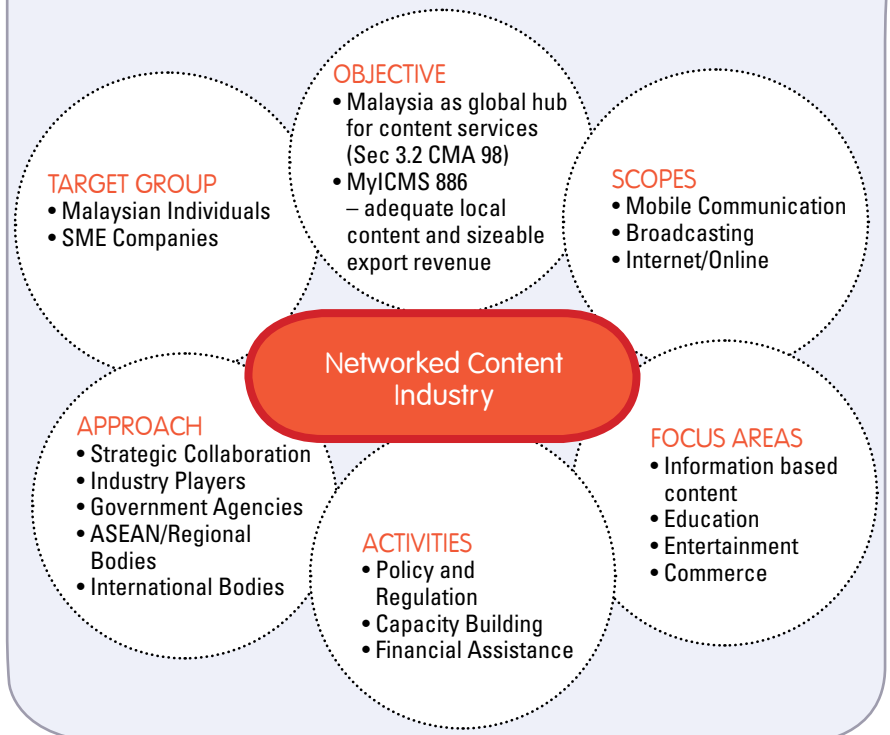 OBJECTIVE
• Malaysia as global hub
for content services
(Sec 3.2 CMA 98)
• MyICMS 886
– adequate local
content and sizeable
export revenue
TARGET GROUP
• Malaysian Individuals
• SME Companies
SCOPES
• Mobile Communication
• Broadcasting
• Internet/Online
Networked Content
Industry
APPROACH
• Strategic Collaboration
• Industry Players
• Government Agencies
• ASEAN/Regional
Bodies
• International Bodies
ACTIVITIES
• Policy and
Regulation
• Capacity Building
• Financial Assistance
FOCUS AREAS
• Information based
content
• Education
• Entertainment
• Commerce